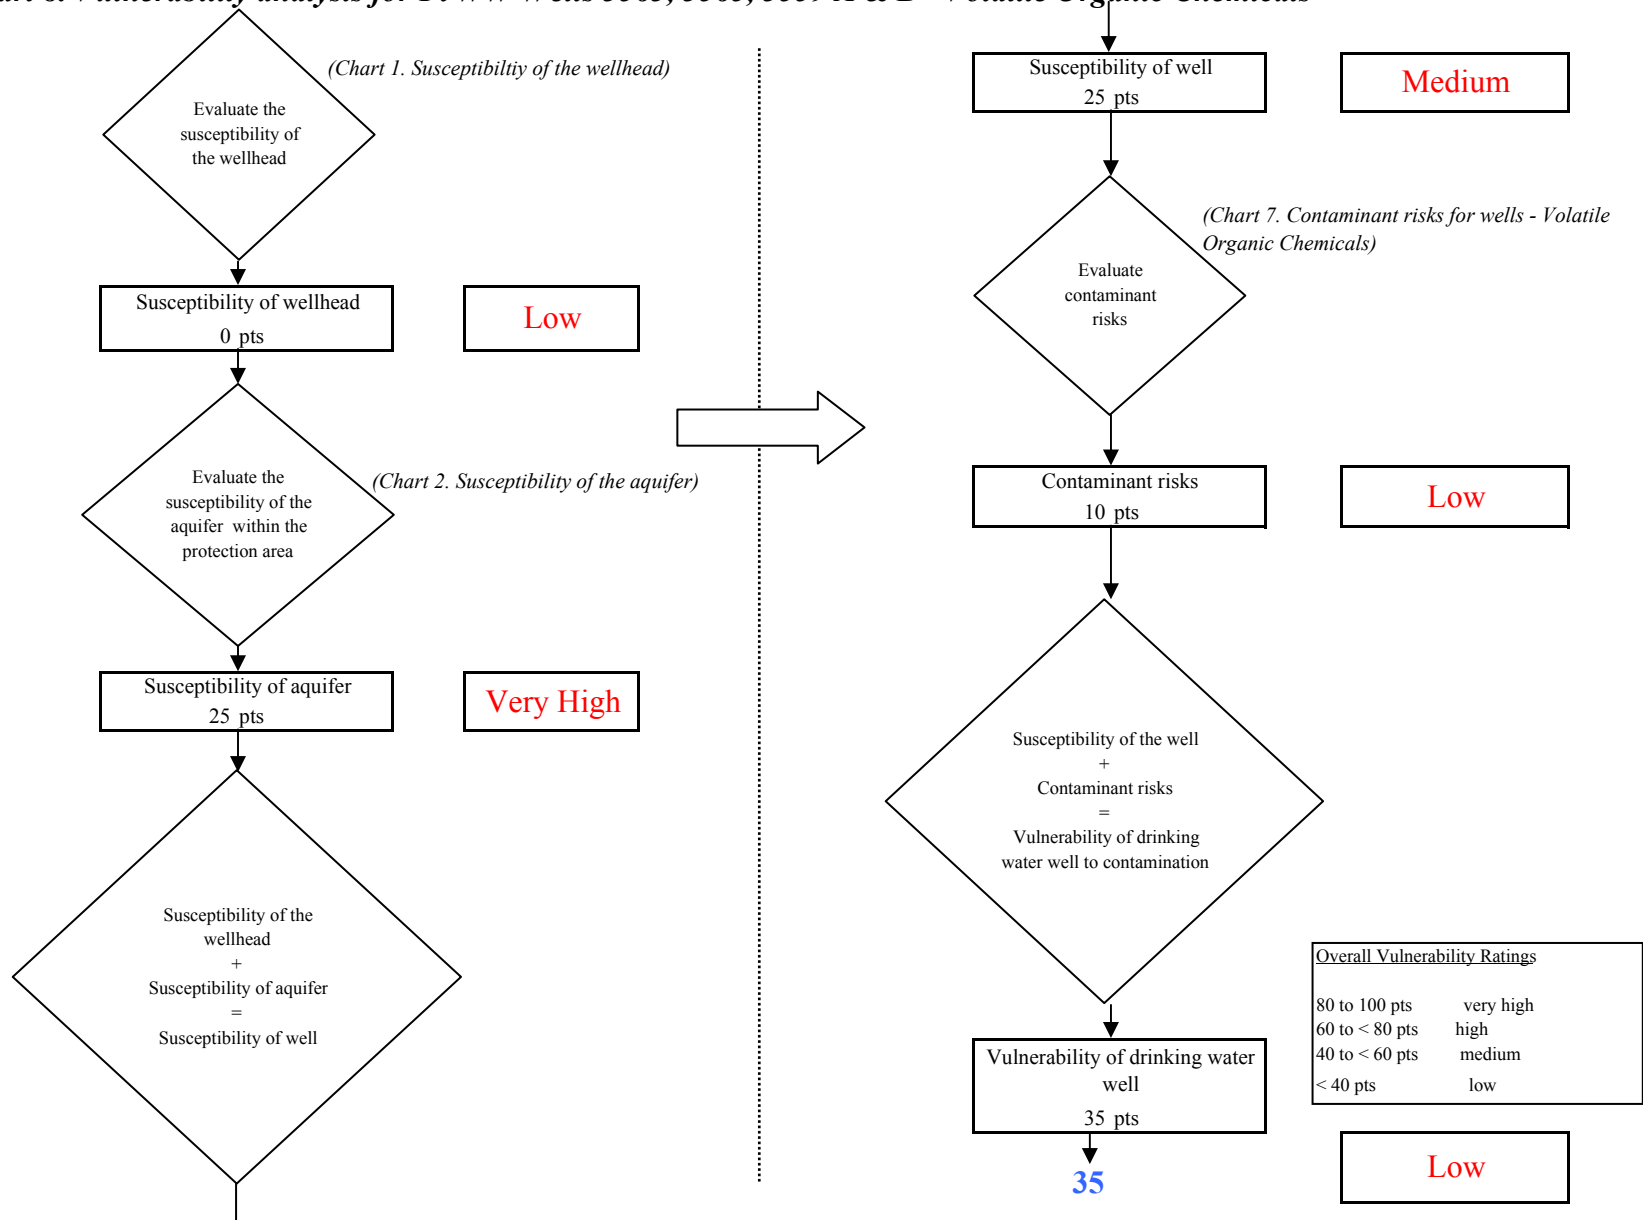 (Chart 1. Susceptibiltiy of the wellhead)
Evaluate the
susceptibility of
the wellhead
Susceptibility of wellhead
0 pts
Low
Evaluate the
susceptibility of the
aquifer within the
protection area
(Chart 2. Susceptibility of the aquifer)
Susceptibility of aquifer
25 pts
Very High
Susceptibility of the
wellhead
+
Susceptibility of aquifer
=
Susceptibility of well
Susceptibility of well
25 pts
Medium
(Chart 7. Contaminant risks for wells - Volatile
Organic Chemicals)
Evaluate
contaminant
risks
Contaminant risks
10 pts
Low
Susceptibility of the well
+
Contaminant risks
=
Vulnerability of drinking
water well to contamination
Overall Vulnerability Ratings
80 to 100 pts very high
60 to < 80 pts high
40 to < 60 pts medium
< 40 pts low
Vulnerability of drinking water
well
35 pts
35
Low